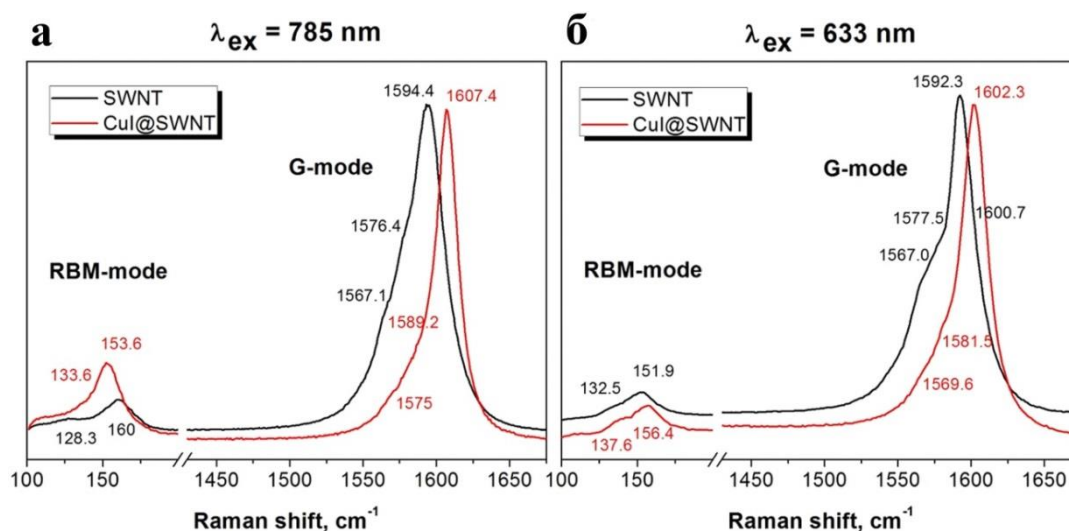 а
λex = 785 nm
SWNT
CuI@SWNT
1594.4
1607.4
G-mode
1576.4
RBM-mode
1567.1
1589.2
153.6
133.6
1575
128.3
160
100
150
1450
1500
1550
1600
1650
Raman shift, cm-1
б
λex = 633 nm
SWNT
CuI@SWNT
1592.3
1602.3
G-mode
1577.5
1600.7
1567.0
RBM-mode
1581.5
151.9
132.5
1569.6
137.6
156.4
100
150
1450
1500
1550
1600
1650
Raman shift, cm-1